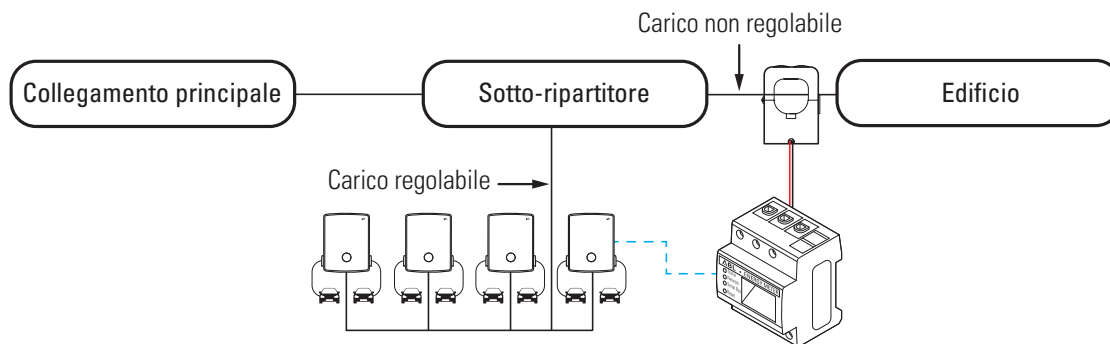 Carico non regolabile
Collegamento principale
Sotto-ripartitore
Edificio
Carico regolabile